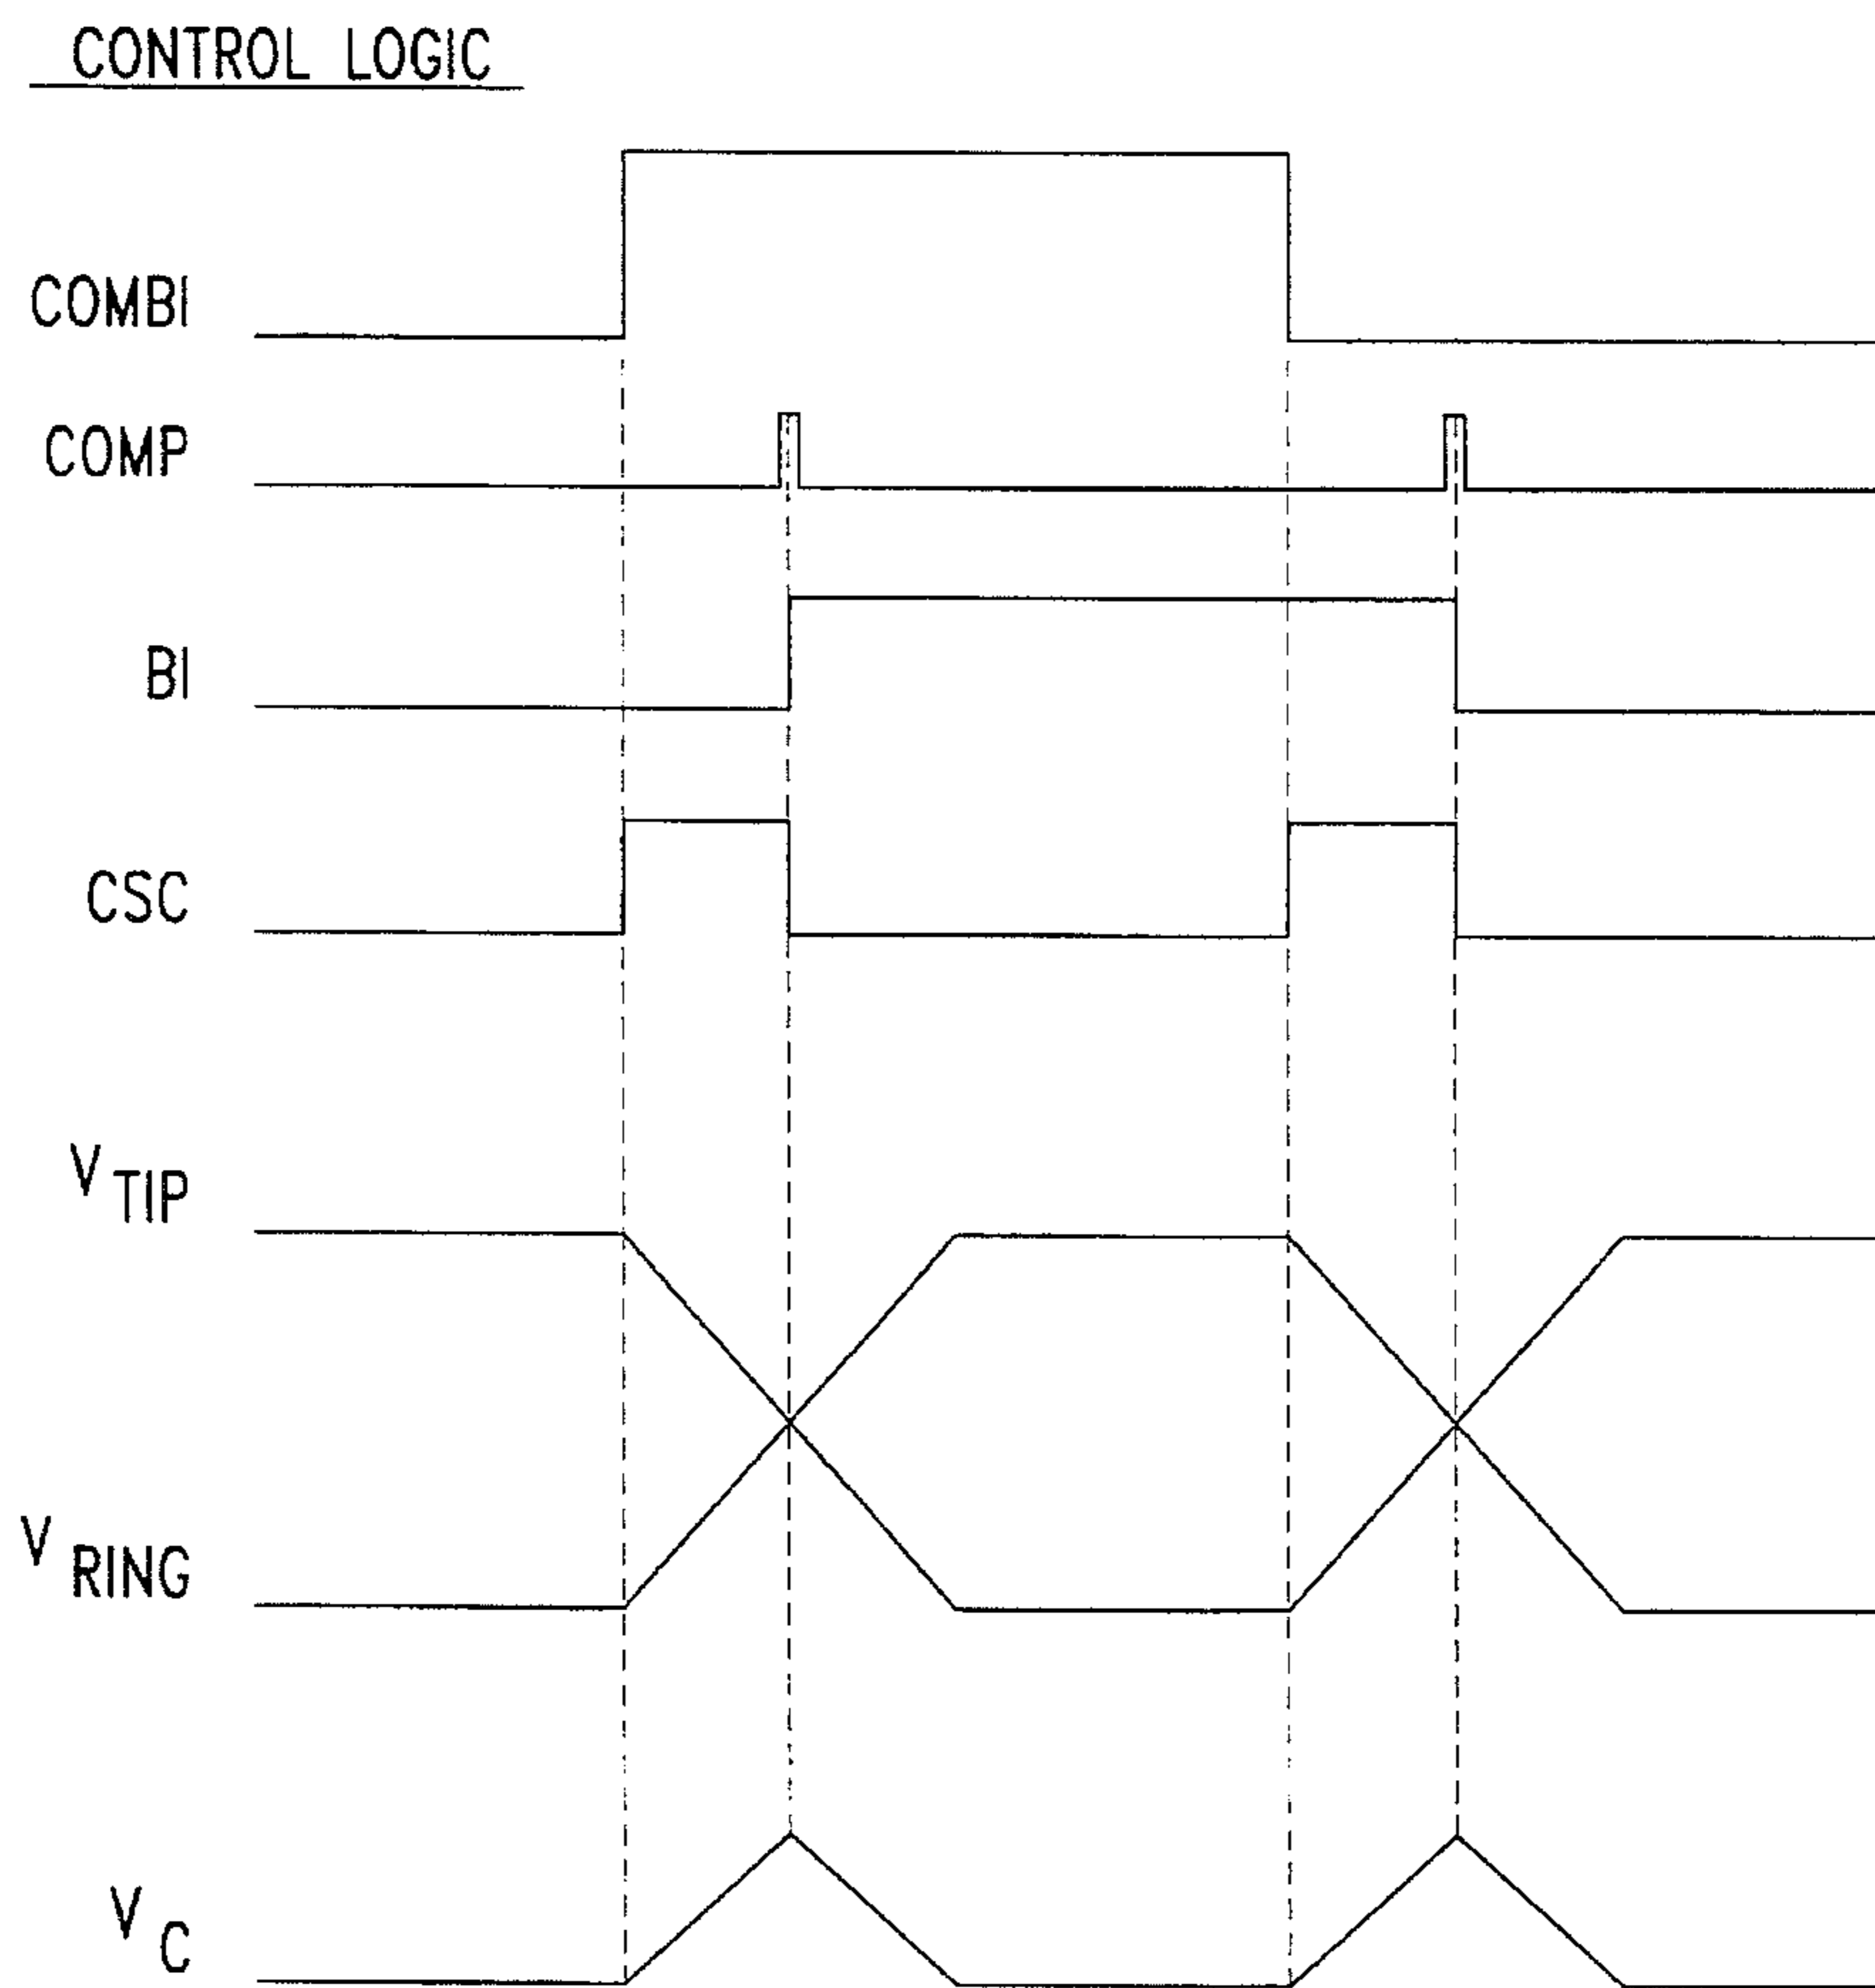 CONTROL LOGIC
COMBI
COMP
BI
CSC
V TIP
V RING
V C